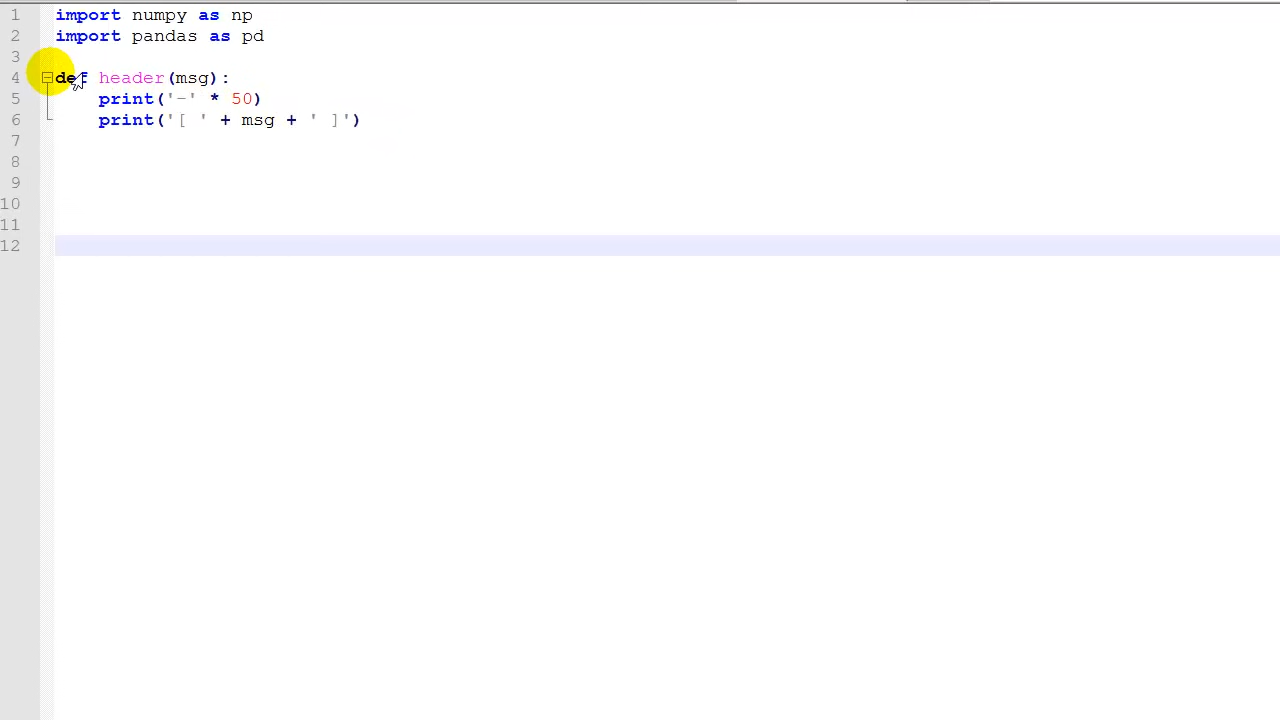 1 import numpy as np
2 import pandas as pd
3
4 def header(msg):
5     print('-' * 50)
6     print('[ ' + msg + ' ]')
7
8
9
10
11
12